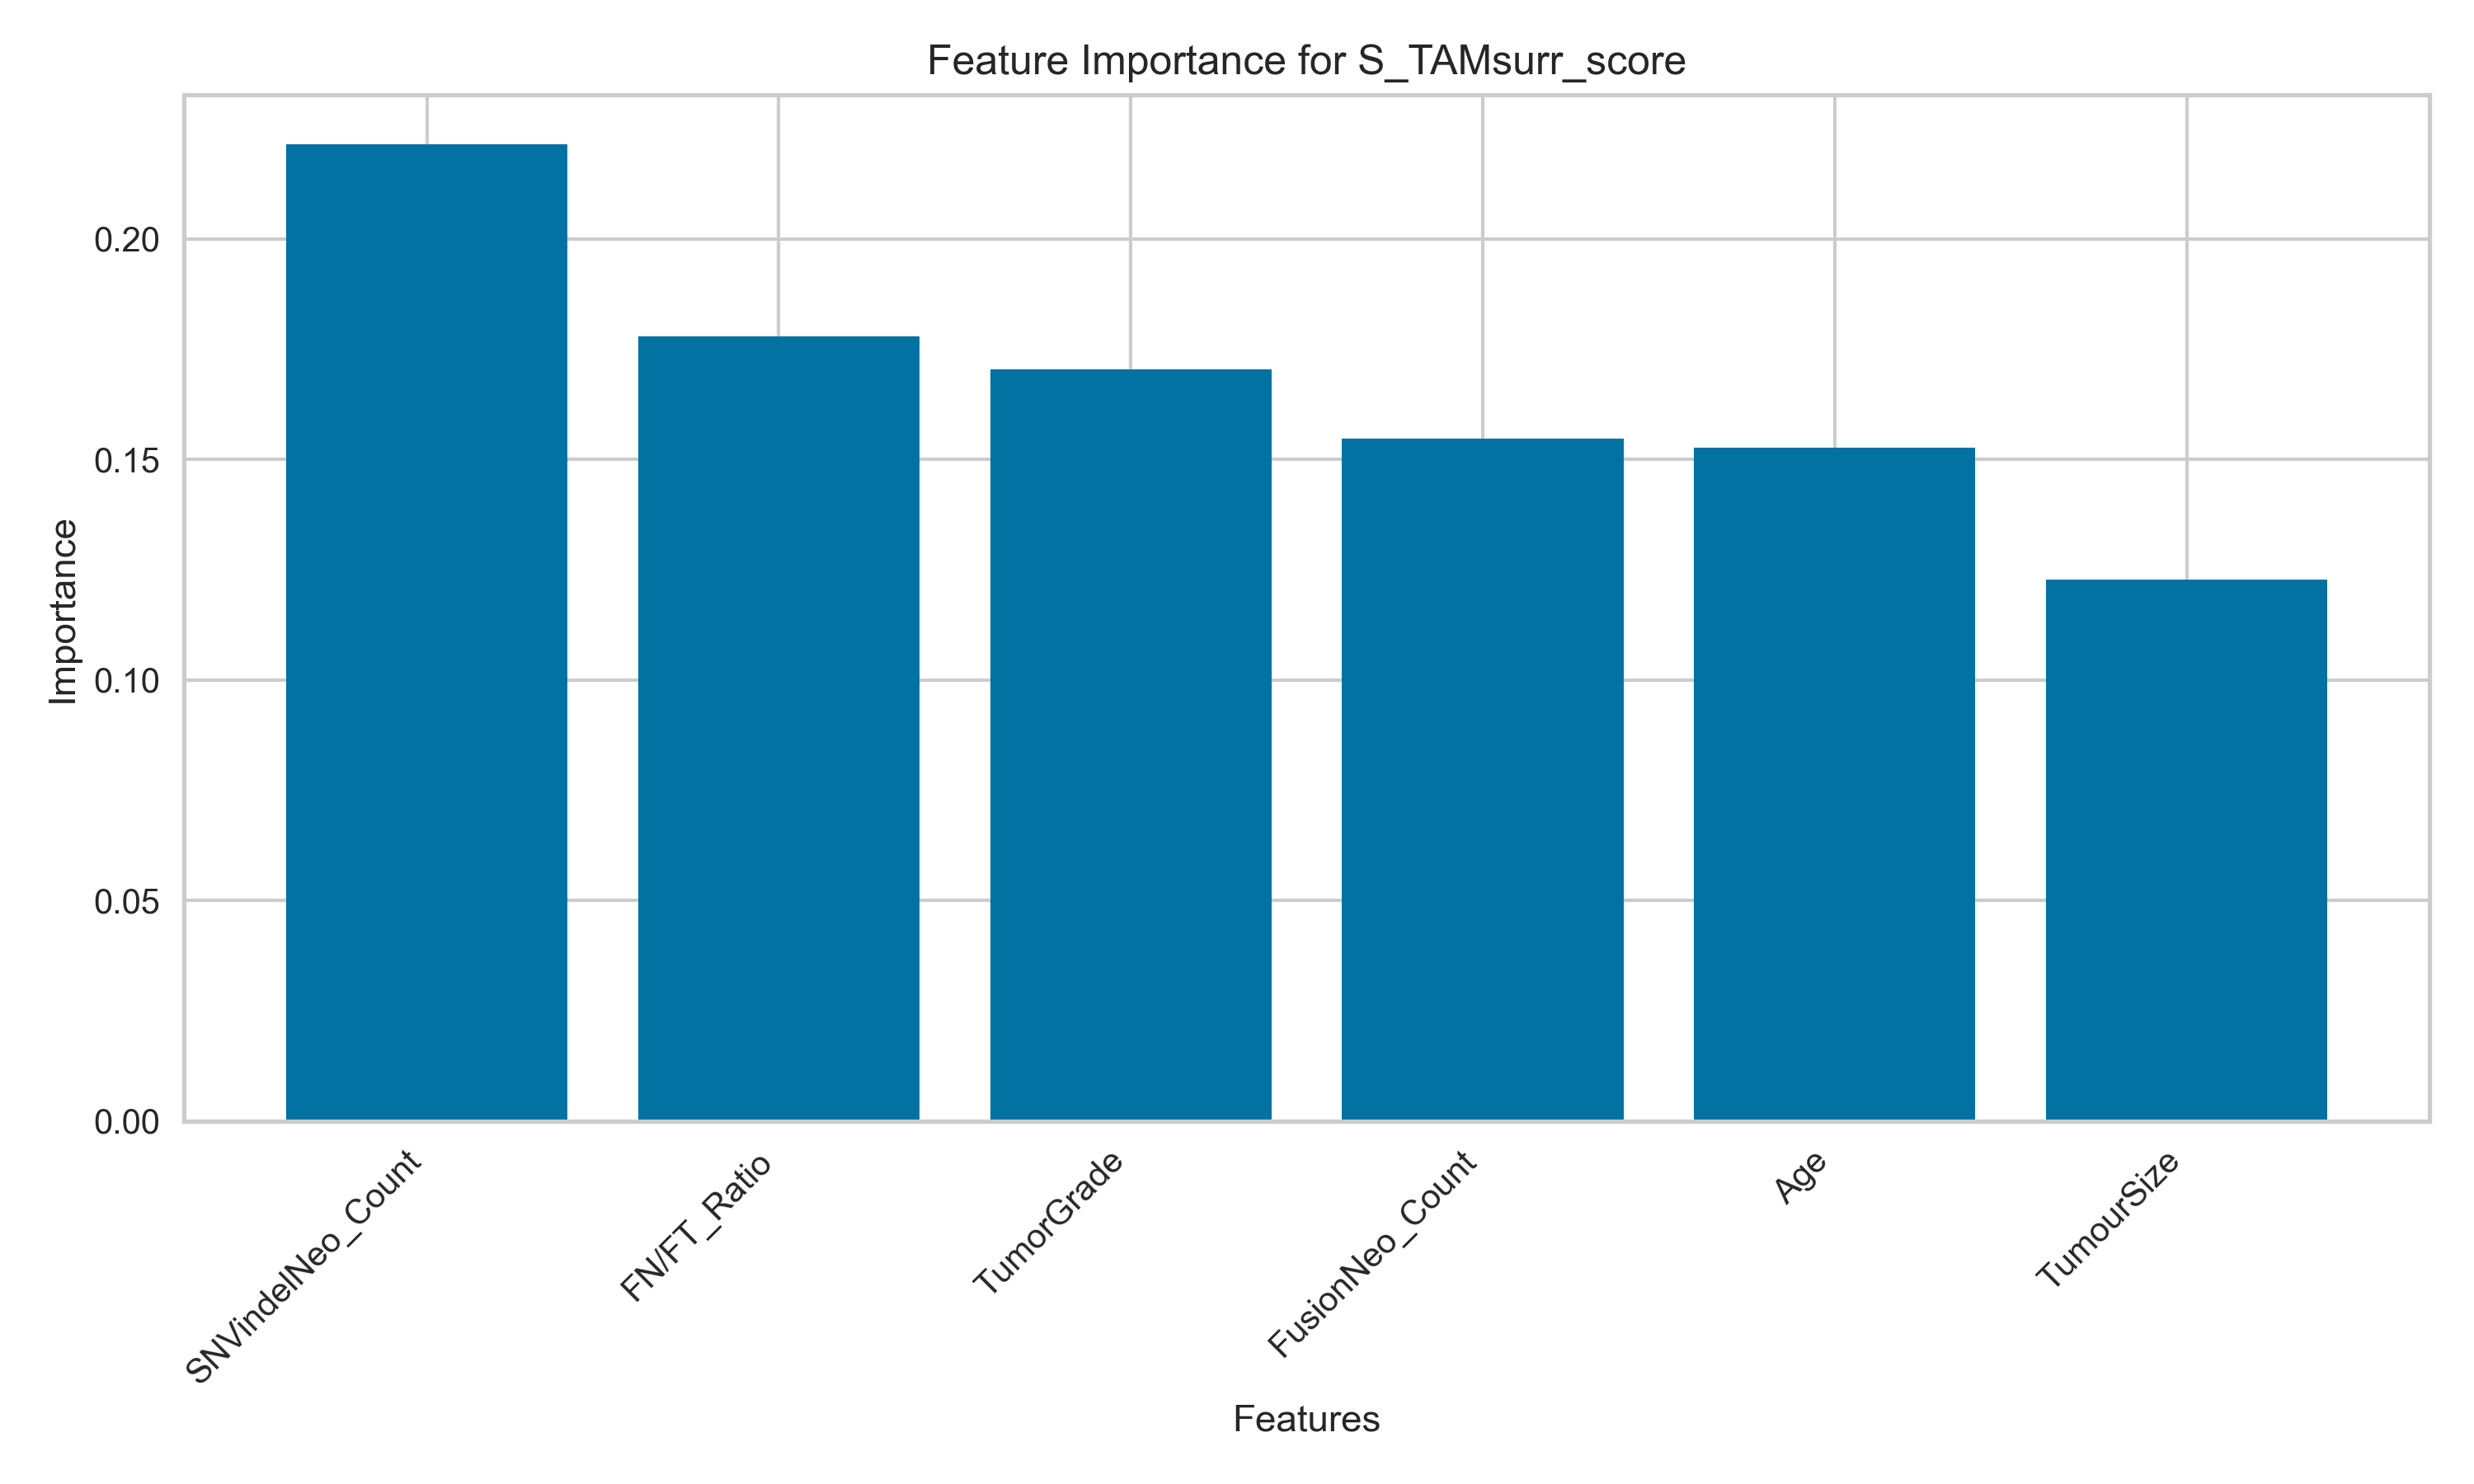 Feature Importance for S_TAMsurr_score
Importance
0.20
0.15
0.10
0.05
0.00
SNVindelNeo_Count
FN/FT_Ratio
TumorGrade
FusionNeo_Count
Age
TumourSize
Features